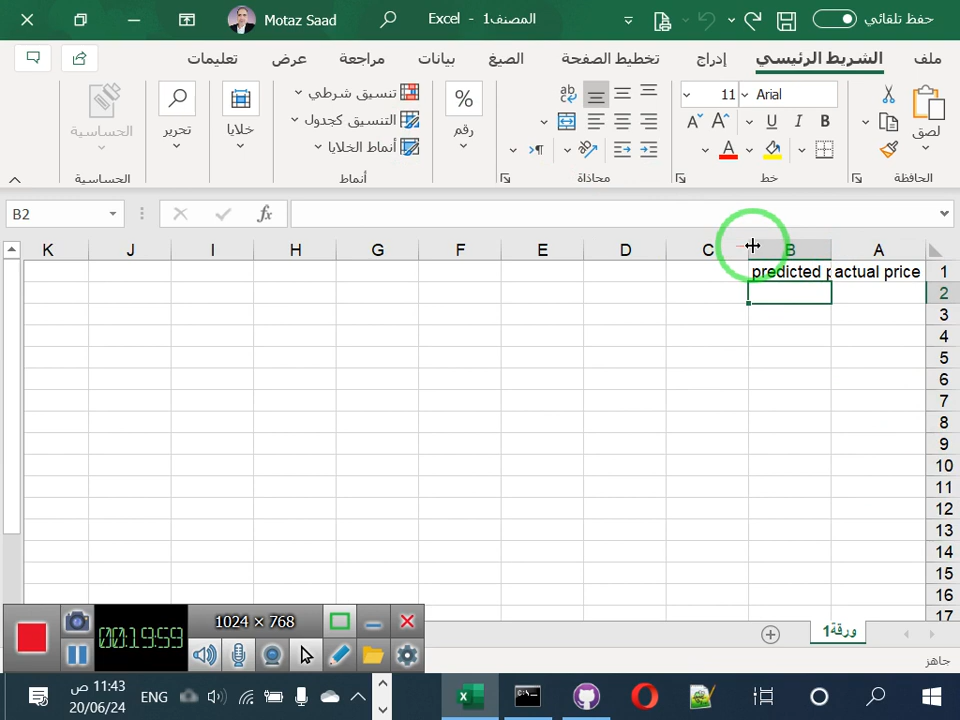 حفظ تلقائي
المصنف1 - Excel
Motaz Saad
ملف
الشريط الرئيسي
إدراج
تخطيط الصفحة
الصيغ
بيانات
مراجعة
عرض
تعليمات
لصق
الحافظة
Arial
11
B
I
U
خط
ab
محاذاة
%
رقم
تنسيق شرطي
التنسيق كجدول
أنماط الخلايا
أنماط
خلايا
تحرير
الحساسية
الحساسية
B2
fx
A B C D E F G H I J K
1 actual price predicted p
2
3
4
5
6
7
8
9
10
11
12
13
14
15
16
17
ورقة1
جاهز
1024 × 768
00:19:59
11:43 ص
20/06/24
ENG